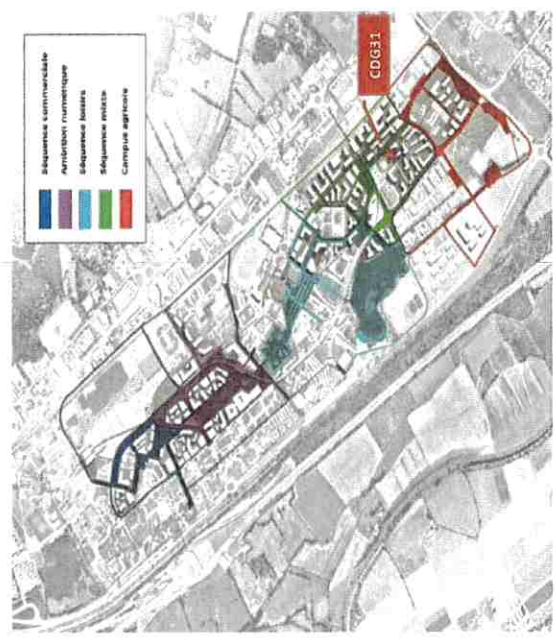 Séquence commerciale
Ambition numérique
Séquence loisirs
Séquence mixte
Campus agricole
CDG31